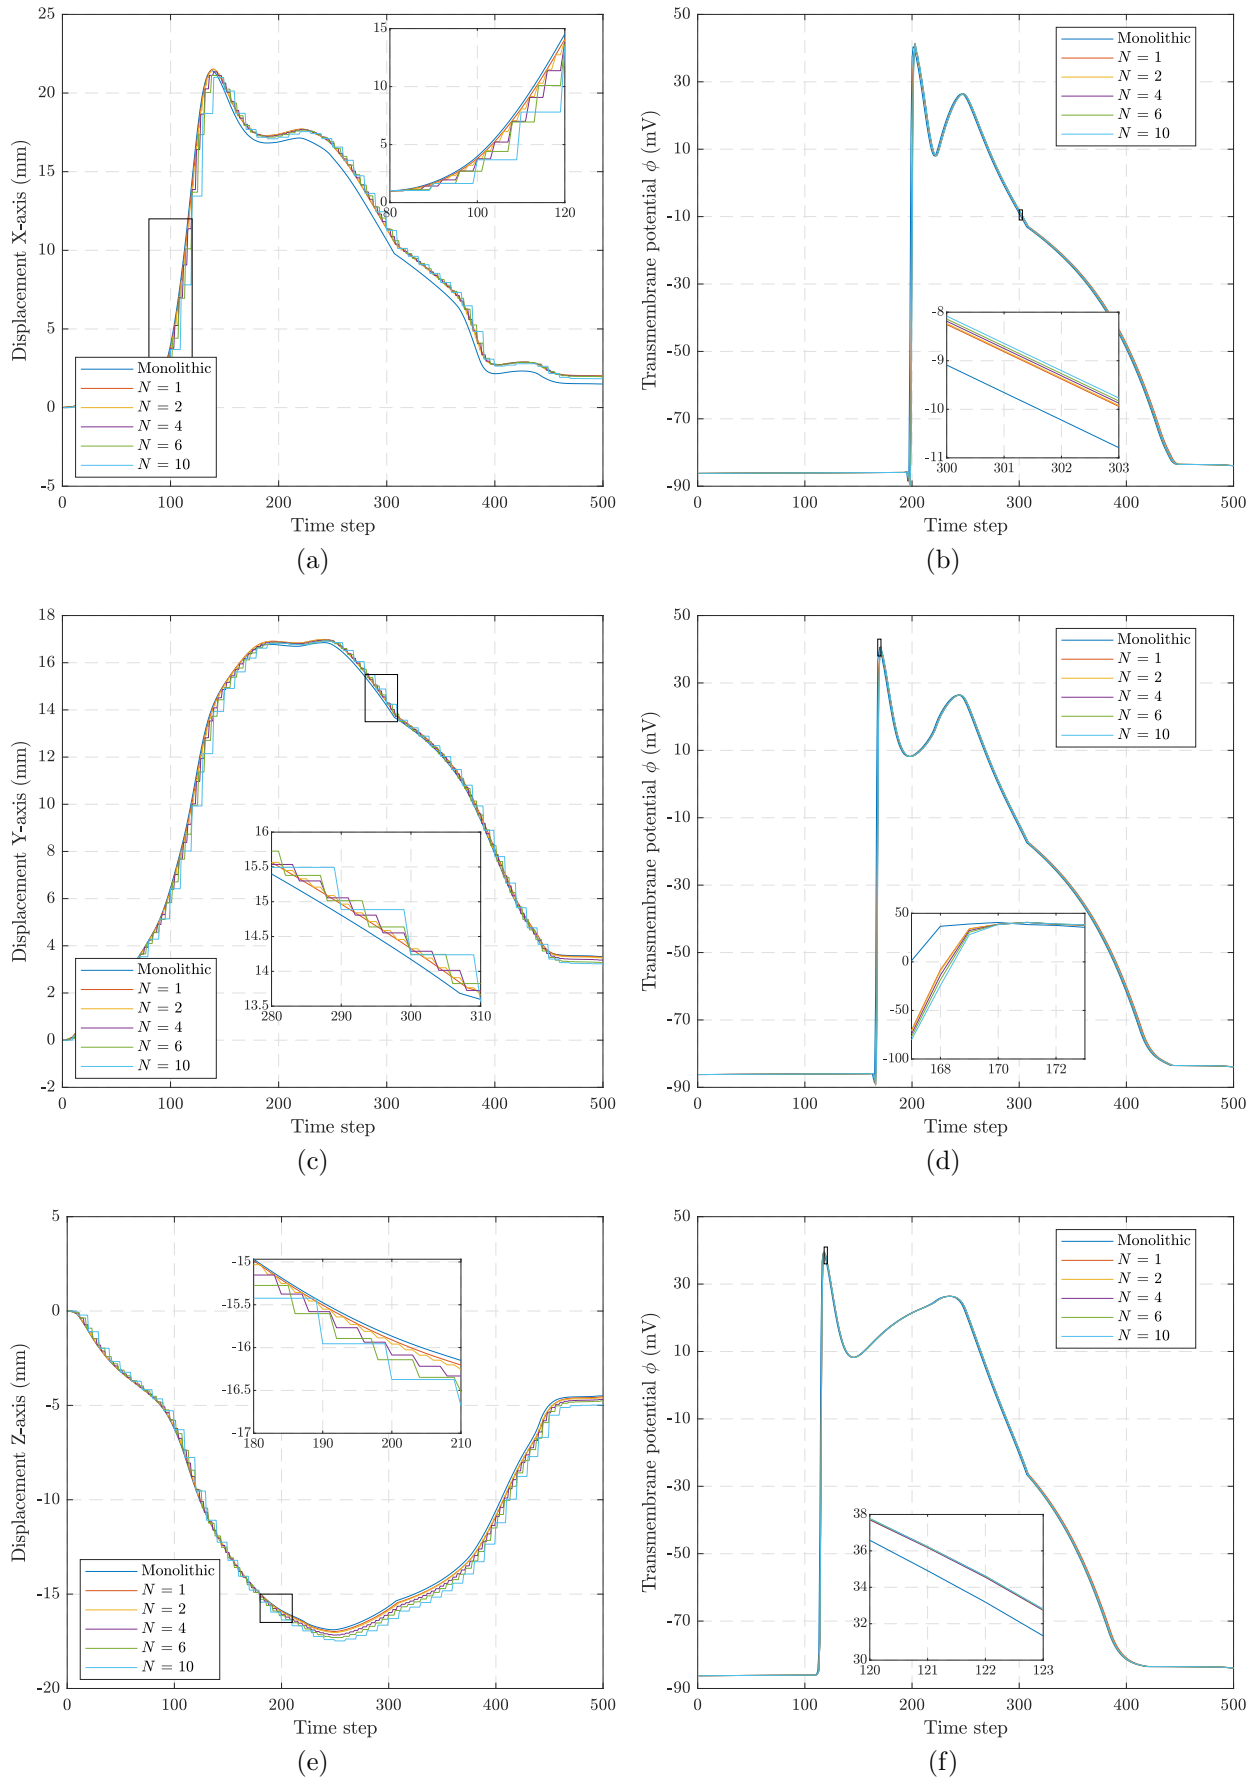 25
20
15
10
5
0
-5
0
100
200
300
400
500
Displacement X-axis (mm)
Time step
15
10
5
0
80
100
120
Monolithic
N = 1
N = 2
N = 4
N = 6
N = 10
(a)
50
30
10
-10
-30
-50
-70
-90
0
100
200
300
400
500
Transmembrane potential ϕ (mV)
Time step
Monolithic
N = 1
N = 2
N = 4
N = 6
N = 10
-8
-9
-10
-11
300
301
302
303
(b)
18
16
14
12
10
8
6
4
2
0
-2
0
100
200
300
400
500
Displacement Y-axis (mm)
Time step
16
15.5
15
14.5
14
13.5
280
290
300
310
Monolithic
N = 1
N = 2
N = 4
N = 6
N = 10
(c)
50
30
10
-10
-30
-50
-70
-90
0
100
200
300
400
500
Transmembrane potential ϕ (mV)
Time step
Monolithic
N = 1
N = 2
N = 4
N = 6
N = 10
50
0
-50
-100
168
170
172
(d)
5
0
-5
-10
-15
-20
0
100
200
300
400
500
Displacement Z-axis (mm)
Time step
-15
-15.5
-16
-16.5
-17
180
190
200
210
Monolithic
N = 1
N = 2
N = 4
N = 6
N = 10
(e)
50
30
10
-10
-30
-50
-70
-90
0
100
200
300
400
500
Transmembrane potential ϕ (mV)
Time step
Monolithic
N = 1
N = 2
N = 4
N = 6
N = 10
38
36
34
32
30
120
121
122
123
(f)